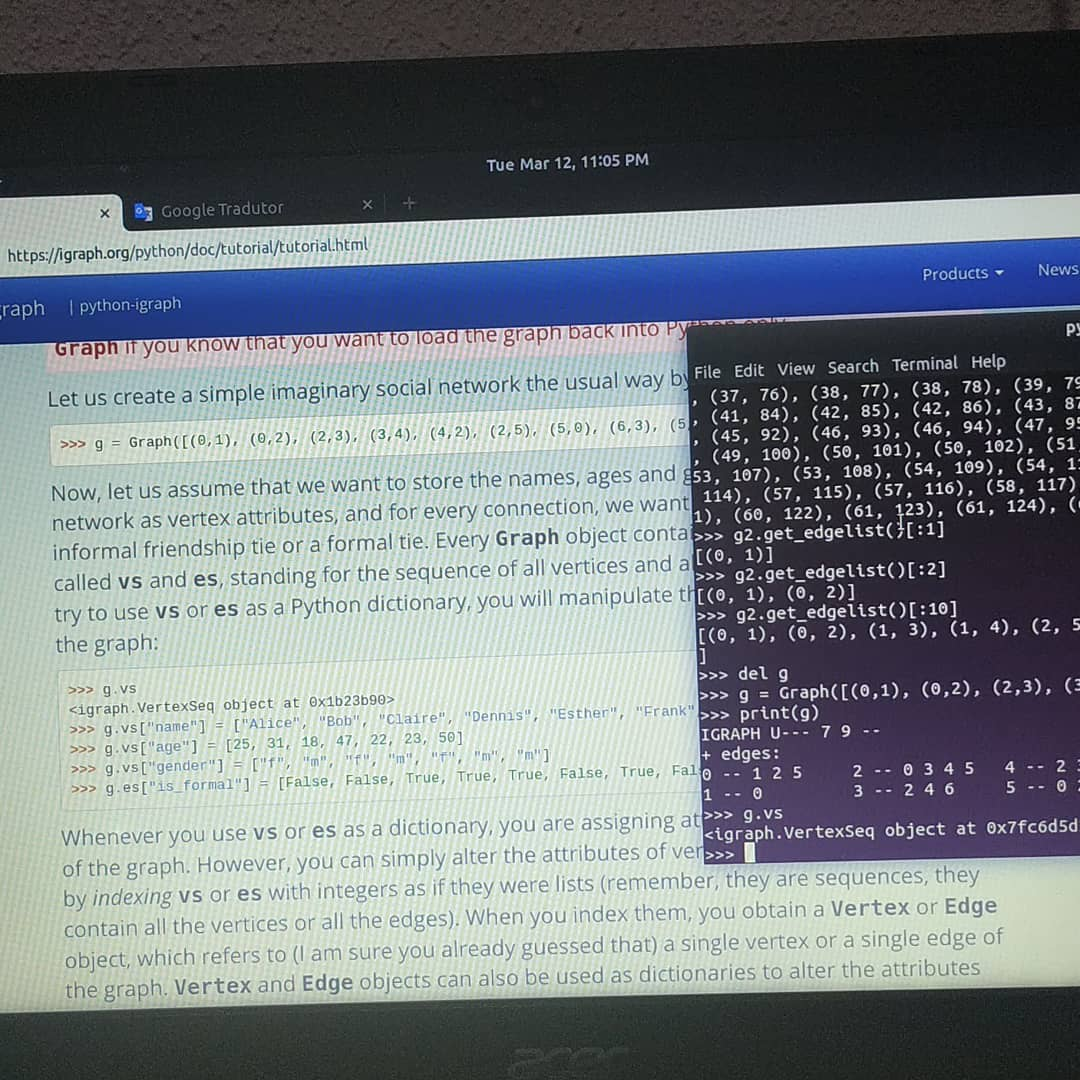 Tue Mar 12, 11:05 PM
× Google Tradutor × +
https://igraph.org/python/doc/tutorial/tutorial.html
Products News
raph | python-igraph
Graph if you know that you want to load the graph back into
Let us create a simple imaginary social network the usual way by
>>> g = Graph([(0,1), (0,2), (2,3), (3,4), (4,2), (2,5), (5,0), (6,3), (5,
Now, let us assume that we want to store the names, ages and g
network as vertex attributes, and for every connection, we want
informal friendship tie or a formal tie. Every Graph object conta
called vs and es, standing for the sequence of all vertices and a
try to use vs or es as a Python dictionary, you will manipulate th
the graph:
>>> g.vs
<igraph.VertexSeq object at 0x1b23b90>
>>> g.vs["name"] = ["Alice", "Bob", "Claire", "Dennis", "Esther", "Frank"
>>> g.vs["age"] = [25, 31, 18, 47, 22, 23, 50]
>>> g.vs["gender"] = ["f", "m", "f", "m", "f", "m", "m"]
>>> g.es["is_formal"] = [False, False, True, True, True, False, True, Fal
Whenever you use vs or es as a dictionary, you are assigning at
of the graph. However, you can simply alter the attributes of ver
by indexing vs or es with integers as if they were lists (remember, they are sequences, they
contain all the vertices or all the edges). When you index them, you obtain a Vertex or Edge
object, which refers to (I am sure you already guessed that) a single vertex or a single edge of
the graph. Vertex and Edge objects can also be used as dictionaries to alter the attributes
File Edit View Search Terminal Help
, (37, 76), (38, 77), (38, 78), (39, 79
, (41, 84), (42, 85), (42, 86), (43, 87
, (45, 92), (46, 93), (46, 94), (47, 95
, (49, 100), (50, 101), (50, 102), (51
53, 107), (53, 108), (54, 109), (54, 11
114), (57, 115), (57, 116), (58, 117)
1), (60, 122), (61, 123), (61, 124), (
>>> g2.get_edgelist()[:1]
[(0, 1)]
>>> g2.get_edgelist()[:2]
[(0, 1), (0, 2)]
>>> g2.get_edgelist()[:10]
[(0, 1), (0, 2), (1, 3), (1, 4), (2, 5
]
>>> del g
>>> g = Graph([(0,1), (0,2), (2,3), (3
>>> print(g)
IGRAPH U--- 7 9 --
+ edges:
0 -- 1 2 5 2 -- 0 3 4 5 4 -- 2
1 -- 0 3 -- 2 4 6 5 -- 0
>>> g.vs
<igraph.VertexSeq object at 0x7fc6d5d
>>>
acer